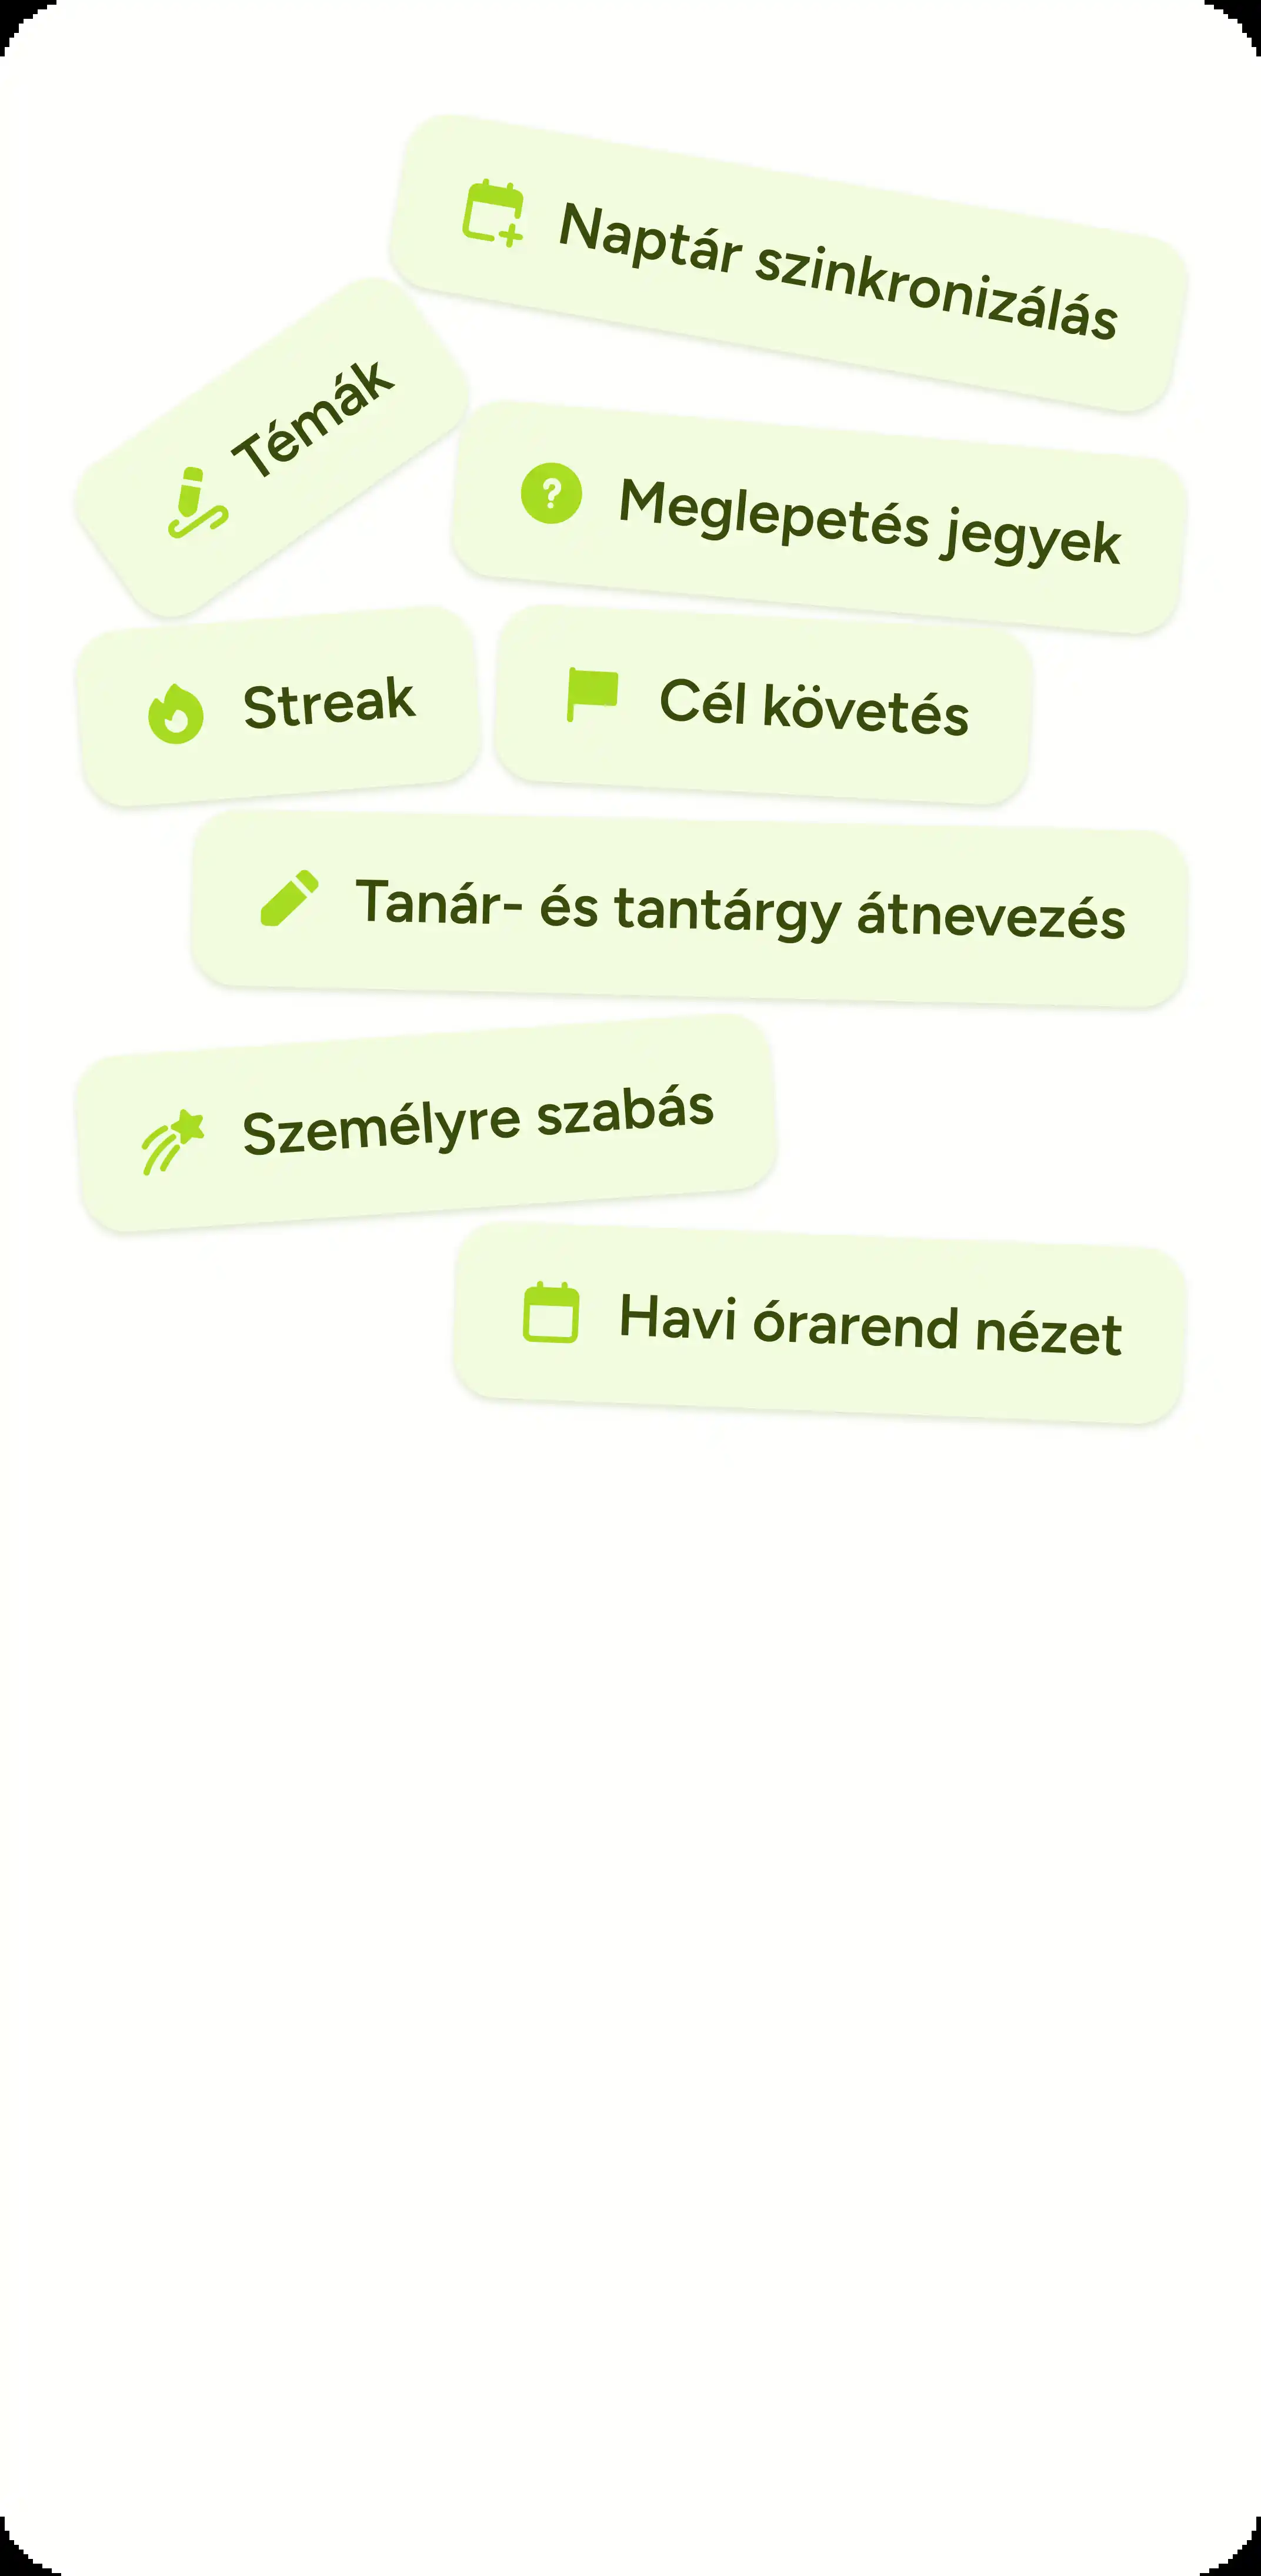 Naptár szinkronizálás
Témák
Meglepetés jegyek
Streak
Cél követés
Tanár- és tantárgy átnevezés
Személyre szabás
Havi órarend nézet